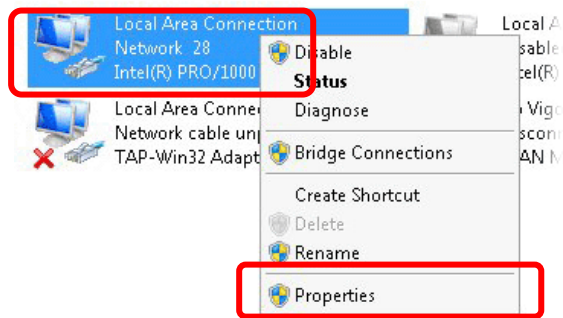 Local Area Connection
Network 28
Intel(R) PRO/1000
Local Area Conne
Network cable unp
TAP-Win32 Adapt
Disable
Status
Diagnose
Bridge Connections
Create Shortcut
Delete
Rename
Properties
Local A
sable
tel(R)
Vigo
scon
AN N